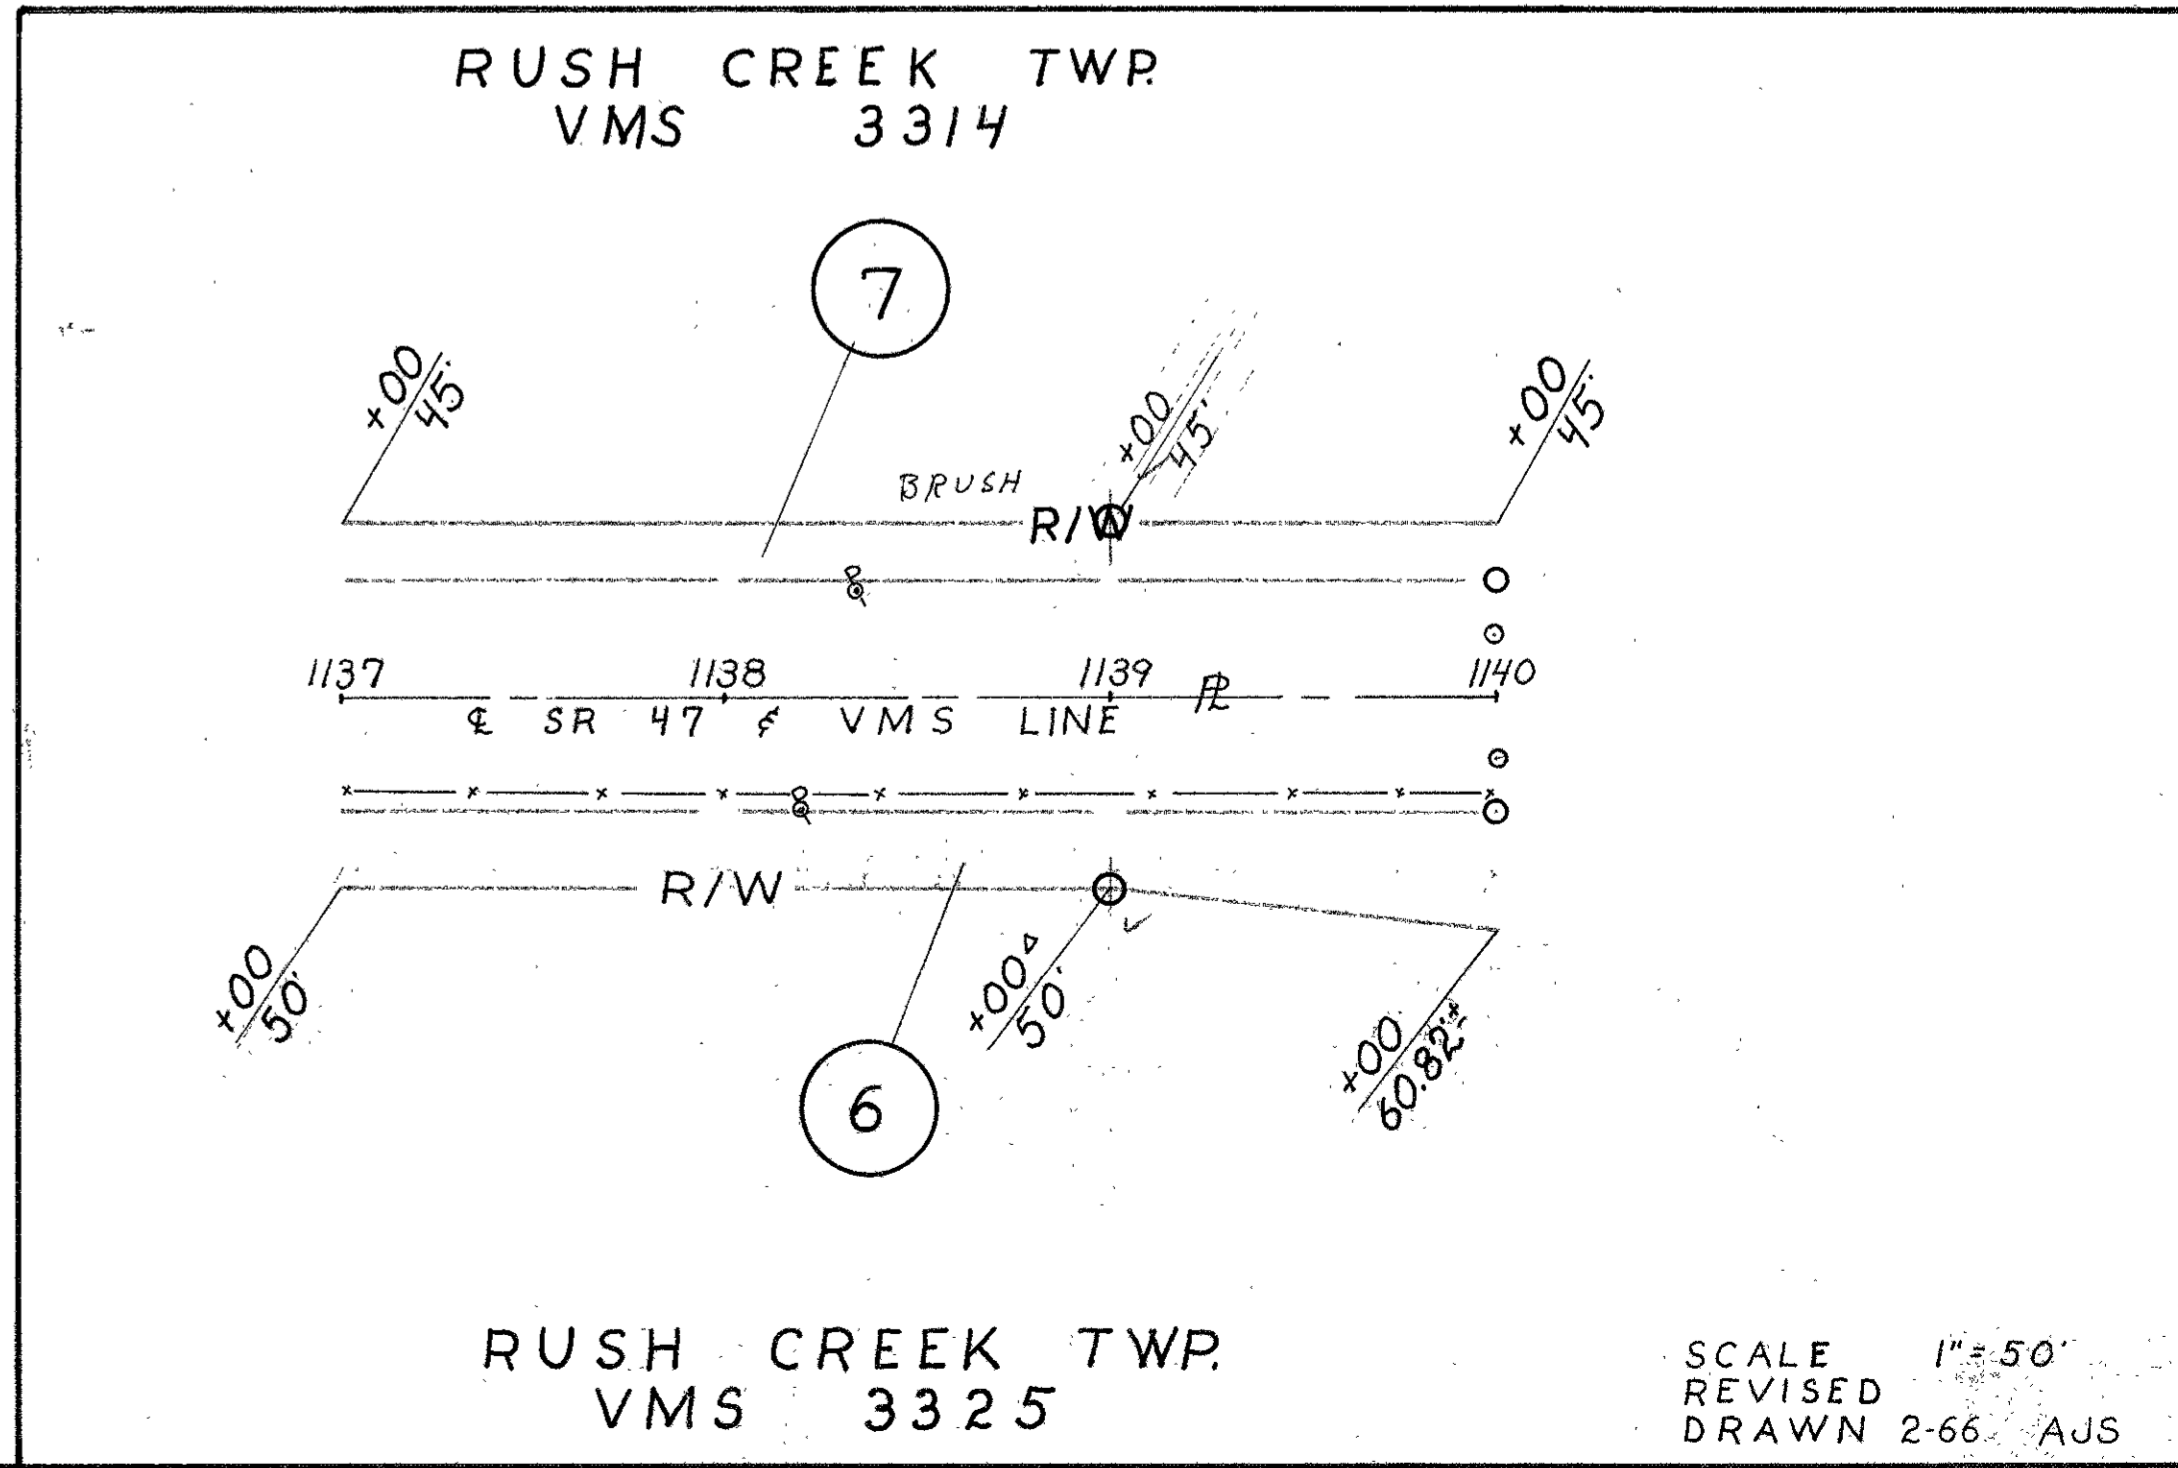 RUSH CREEK TWP.
VMS 3314
7
+00
45'
+00
45'
+00
45'
BRUSH
R/W
1137 1138 1139 1140
℄ SR 47 & VMS LINE ⅊
R/W
+00
50'
+00
50'
+00
60.82'±
6
RUSH CREEK TWP.
VMS 3325
SCALE 1"=50'
REVISED
DRAWN 2-66 AJS